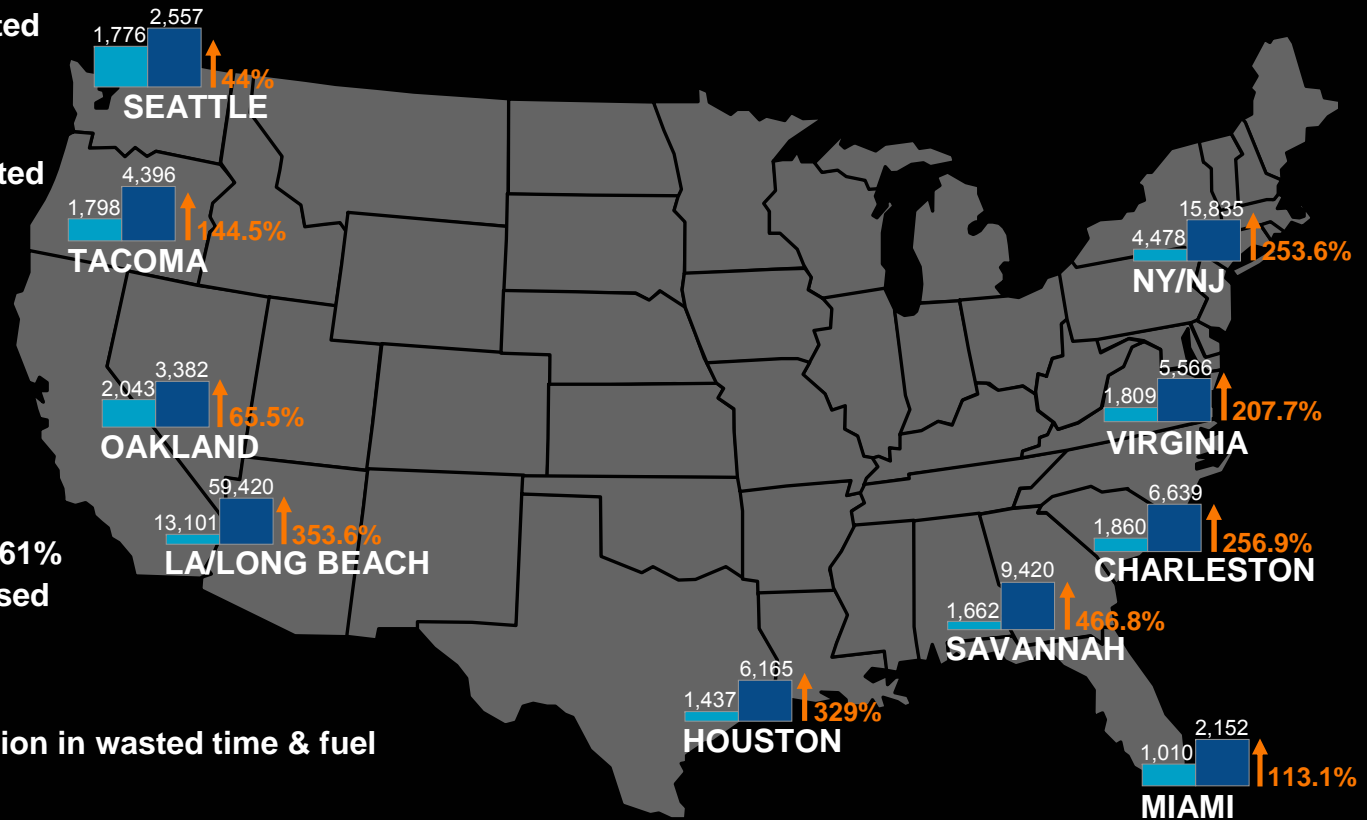 ted
1,776 2,557
44%
SEATTLE
ted
1,798 4,396
144.5%
TACOMA
2,043 3,382
65.5%
OAKLAND
13,101 59,420
353.6%
LA/LONG BEACH
61%
sed
ion in wasted time & fuel
1,437 6,165
329%
HOUSTON
4,478 15,835
253.6%
NY/NJ
1,809 5,566
207.7%
VIRGINIA
1,860 6,639
256.9%
CHARLESTON
1,662 9,420
466.8%
SAVANNAH
1,010 2,152
113.1%
MIAMI